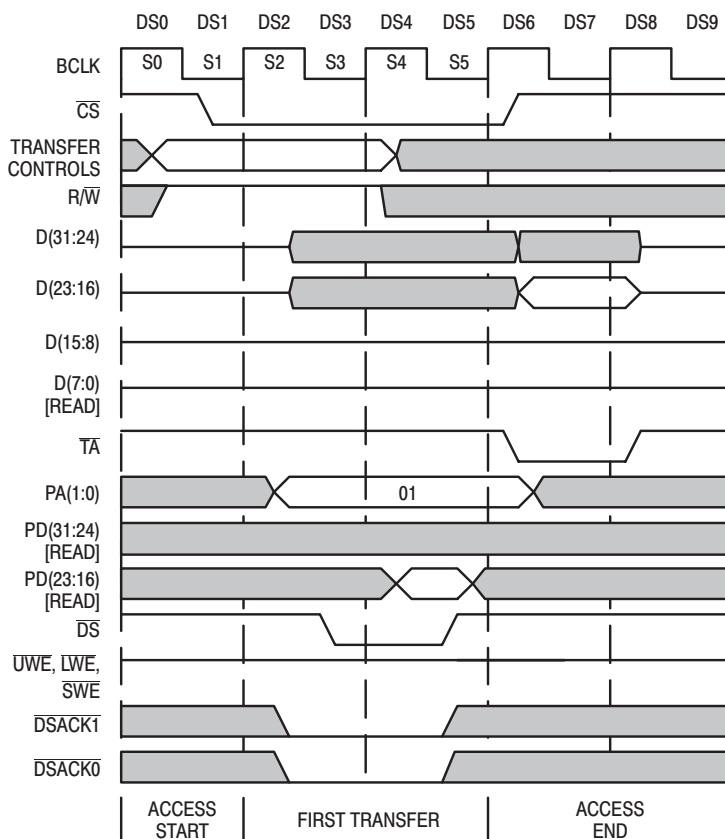 DS0 DS1 DS2 DS3 DS4 DS5 DS6 DS7 DS8 DS9
BCLK S0 S1 S2 S3 S4 S5
CS
TRANSFER
CONTROLS
R/W
D(31:24)
D(23:16)
D(15:8)
D(7:0)
[READ]
TA
PA(1:0) 01
PD(31:24)
[READ]
PD(23:16)
[READ]
DS
UWE, LWE,
SWE
DSACK1
DSACK0
ACCESS
START
FIRST TRANSFER
ACCESS
END